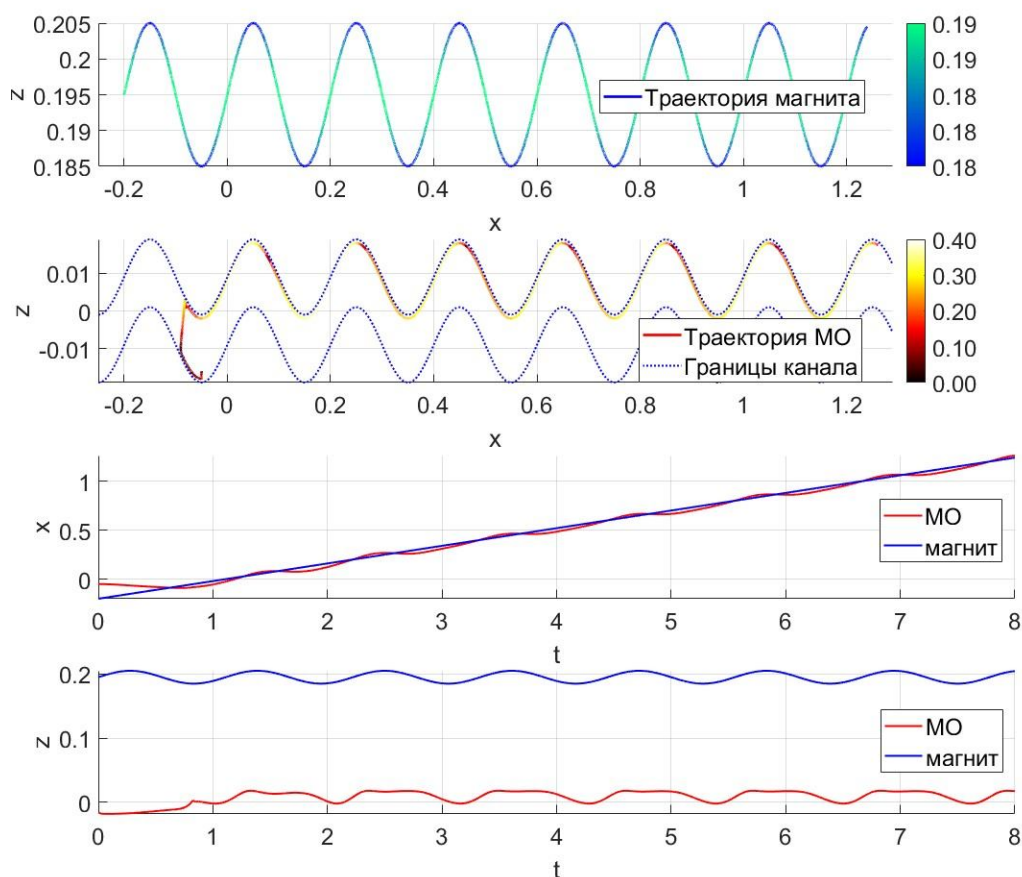 0.205
0.2
0.195
0.19
0.185
z
-0.2 0 0.2 0.4 0.6 0.8 1 1.2
x
Траектория магнита
0.19
0.19
0.18
0.18
0.18
0.01
0
-0.01
z
-0.2 0 0.2 0.4 0.6 0.8 1 1.2
x
Траектория МО
Границы канала
0.40
0.30
0.20
0.10
0.00
1
0.5
0
x
0 1 2 3 4 5 6 7 8
t
МО
магнит
0.2
0.1
0
z
0 1 2 3 4 5 6 7 8
t
МО
магнит